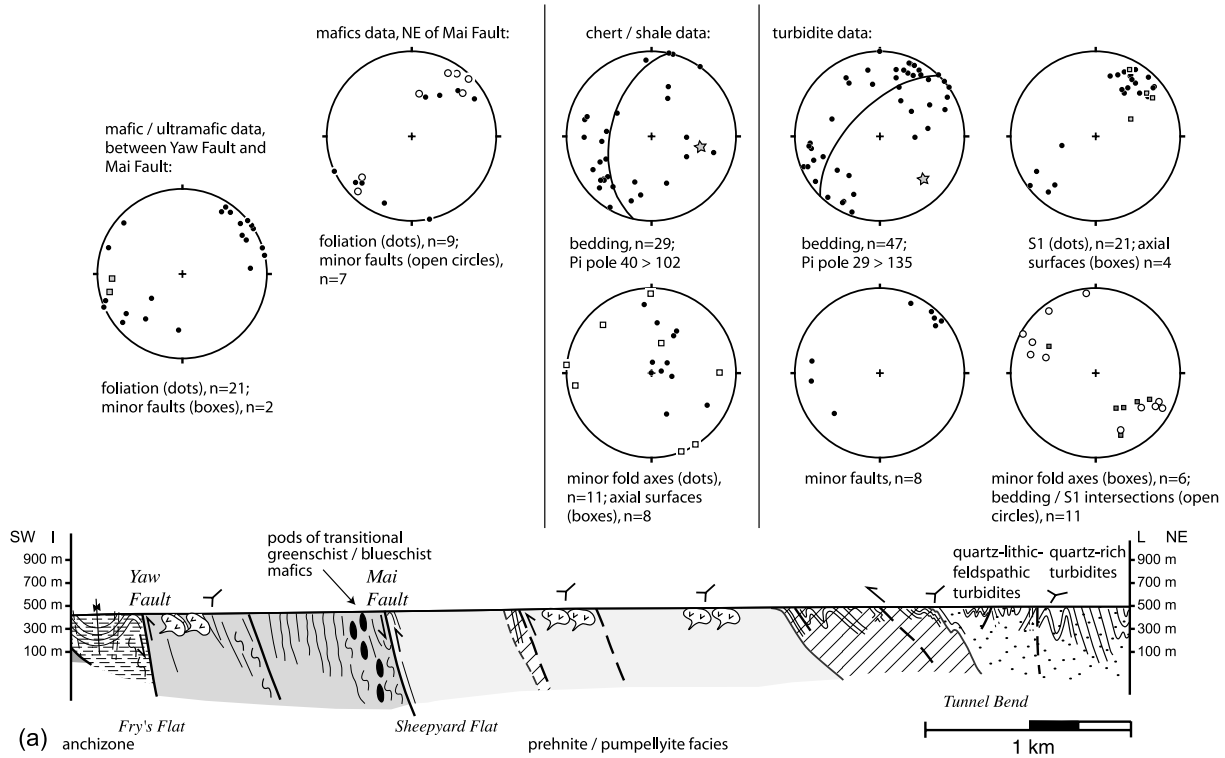 mafics data, NE of Mai Fault:
chert / shale data:
turbidite data:
mafic / ultramafic data,
between Yaw Fault and
Mai Fault:
foliation (dots), n=9;
minor faults (open circles),
n=7
bedding, n=29;
Pi pole 40 > 102
bedding, n=47;
Pi pole 29 > 135
S1 (dots), n=21; axial
surfaces (boxes) n=4
foliation (dots), n=21;
minor faults (boxes), n=2
minor fold axes (dots),
n=11; axial surfaces
(boxes), n=8
minor faults, n=8
minor fold axes (boxes), n=6;
bedding / S1 intersections (open
circles), n=11
SW I
L NE
900 m
700 m
500 m
300 m
100 m
Yaw
Fault
pods of transitional
greenschist / blueschist
mafics
Mai
Fault
quartz-lithic-
feldspathic
turbidites
quartz-rich
turbidites
900 m
700 m
500 m
300 m
100 m
Fry's Flat
Sheepyard Flat
Tunnel Bend
(a)
anchizone
prehnite / pumpellyite facies
1 km